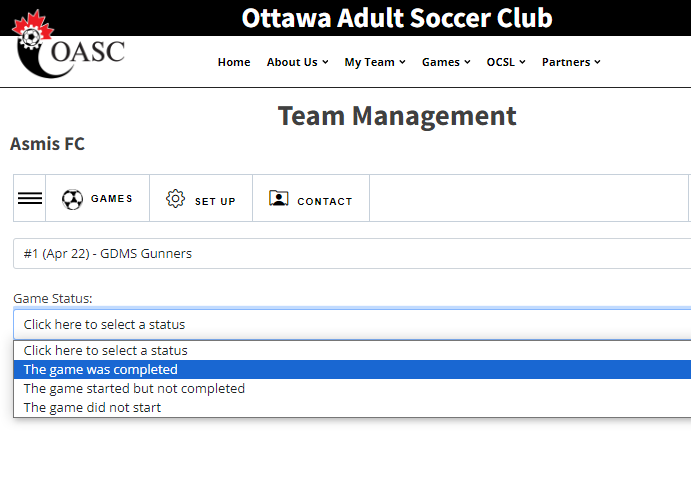 Ottawa Adult Soccer Club
OASC
Home About Us My Team Games OCSL Partners
Team Management
Asmis FC
GAMES SET UP CONTACT
#1 (Apr 22) - GDMS Gunners
Game Status:
Click here to select a status
Click here to select a status
The game was completed
The game started but not completed
The game did not start